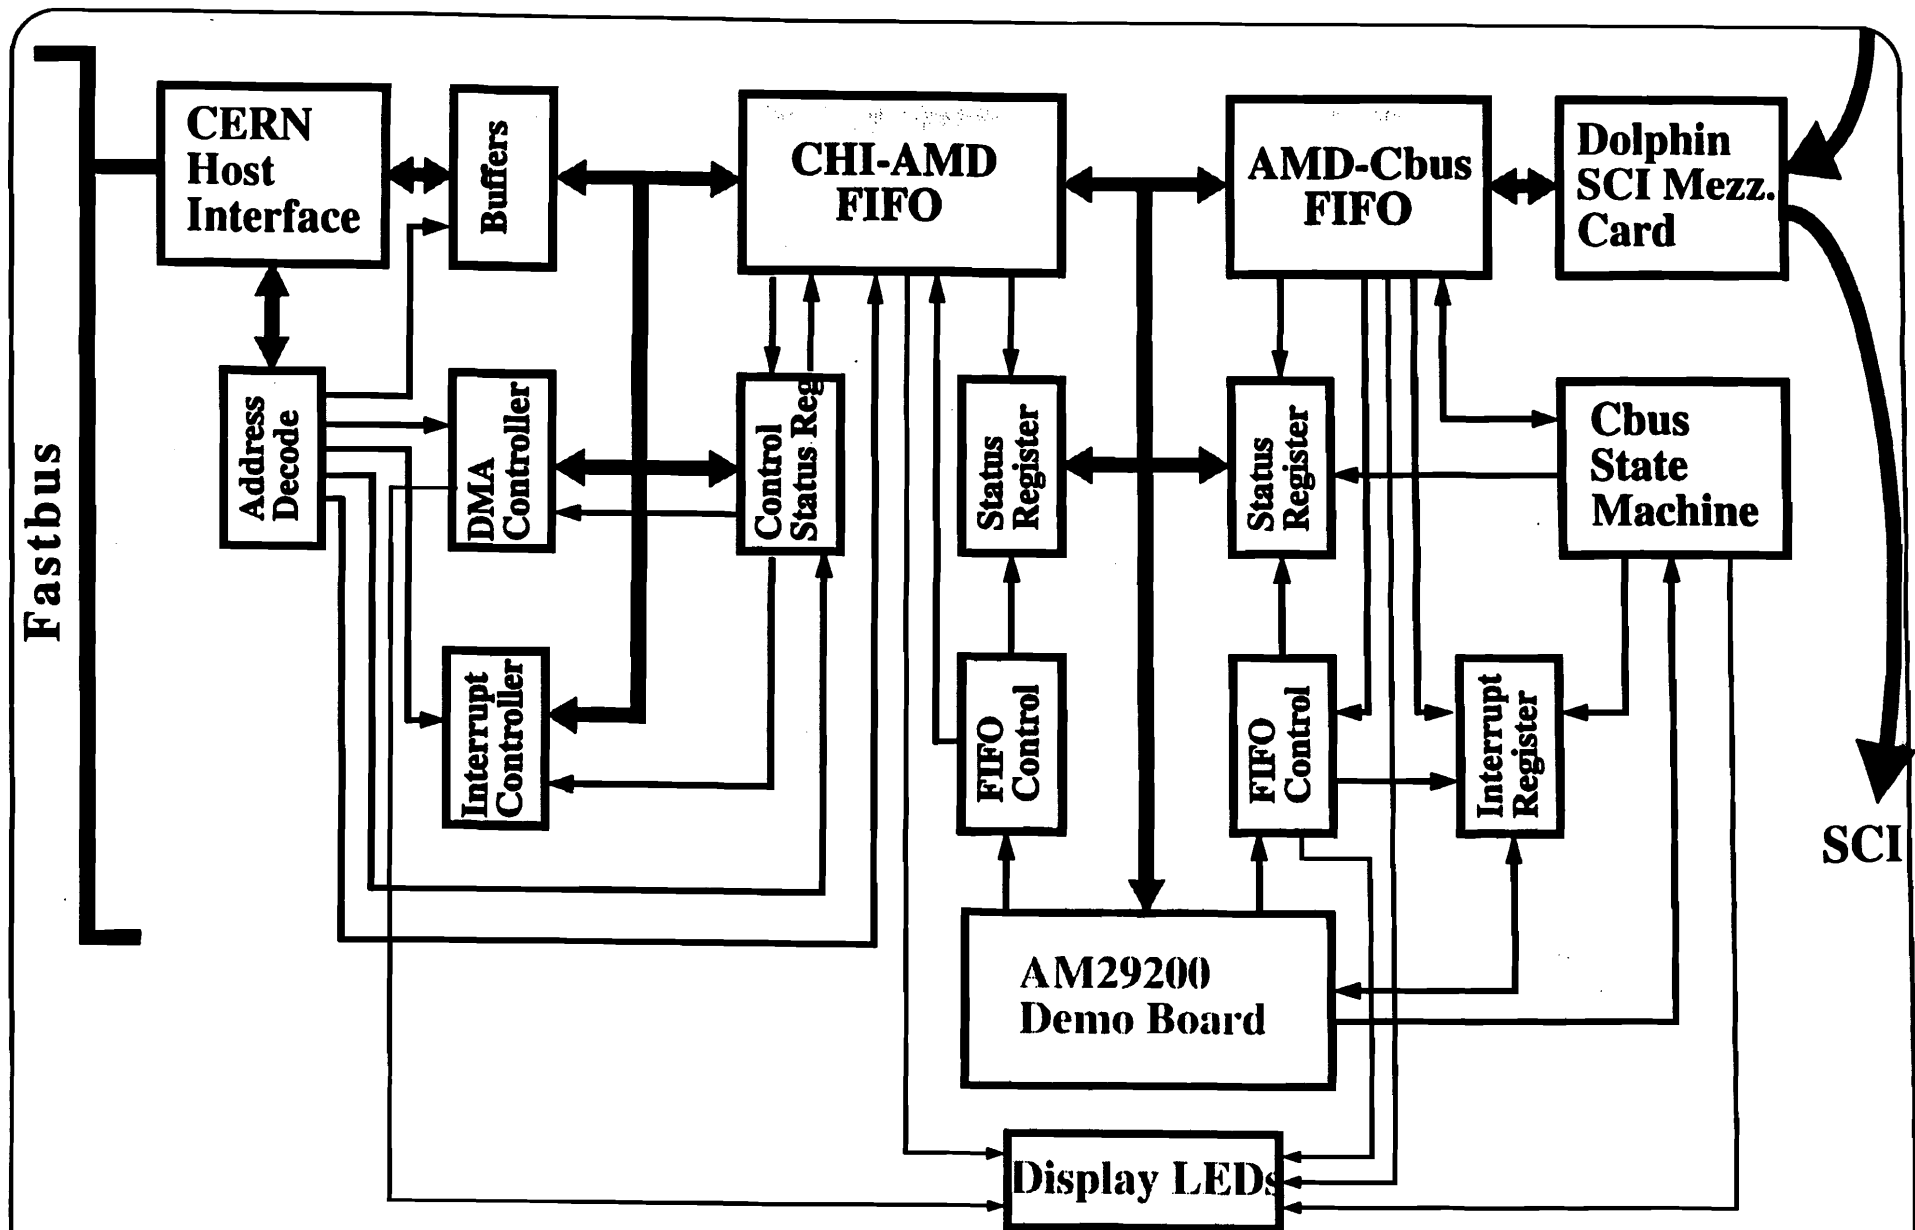 CERN
Host
Interface
Buffers
CHI-AMD
FIFO
AMD-Cbus
FIFO
Dolphin
SCI Mezz.
Card
Fastbus
Address
Decode
DMA
Controller
Control
Status Reg
Status
Register
Status
Register
Cbus
State
Machine
Interrupt
Controller
FIFO
Control
FIFO
Control
Interrupt
Register
SCI
AM29200
Demo Board
Display LEDs